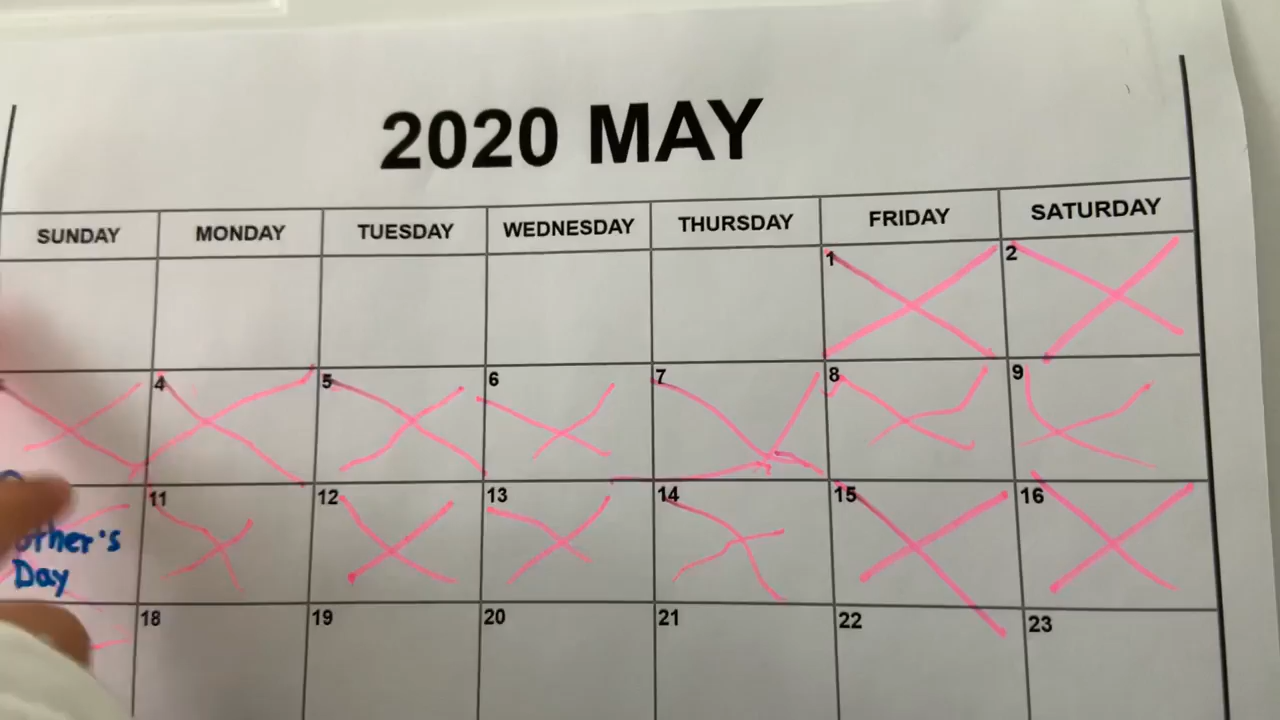 2020 MAY
SUNDAY MONDAY TUESDAY WEDNESDAY THURSDAY FRIDAY SATURDAY
1 2
4 5 6 7 8 9
11 12 13 14 15 16
Day
18 19 20 21 22 23